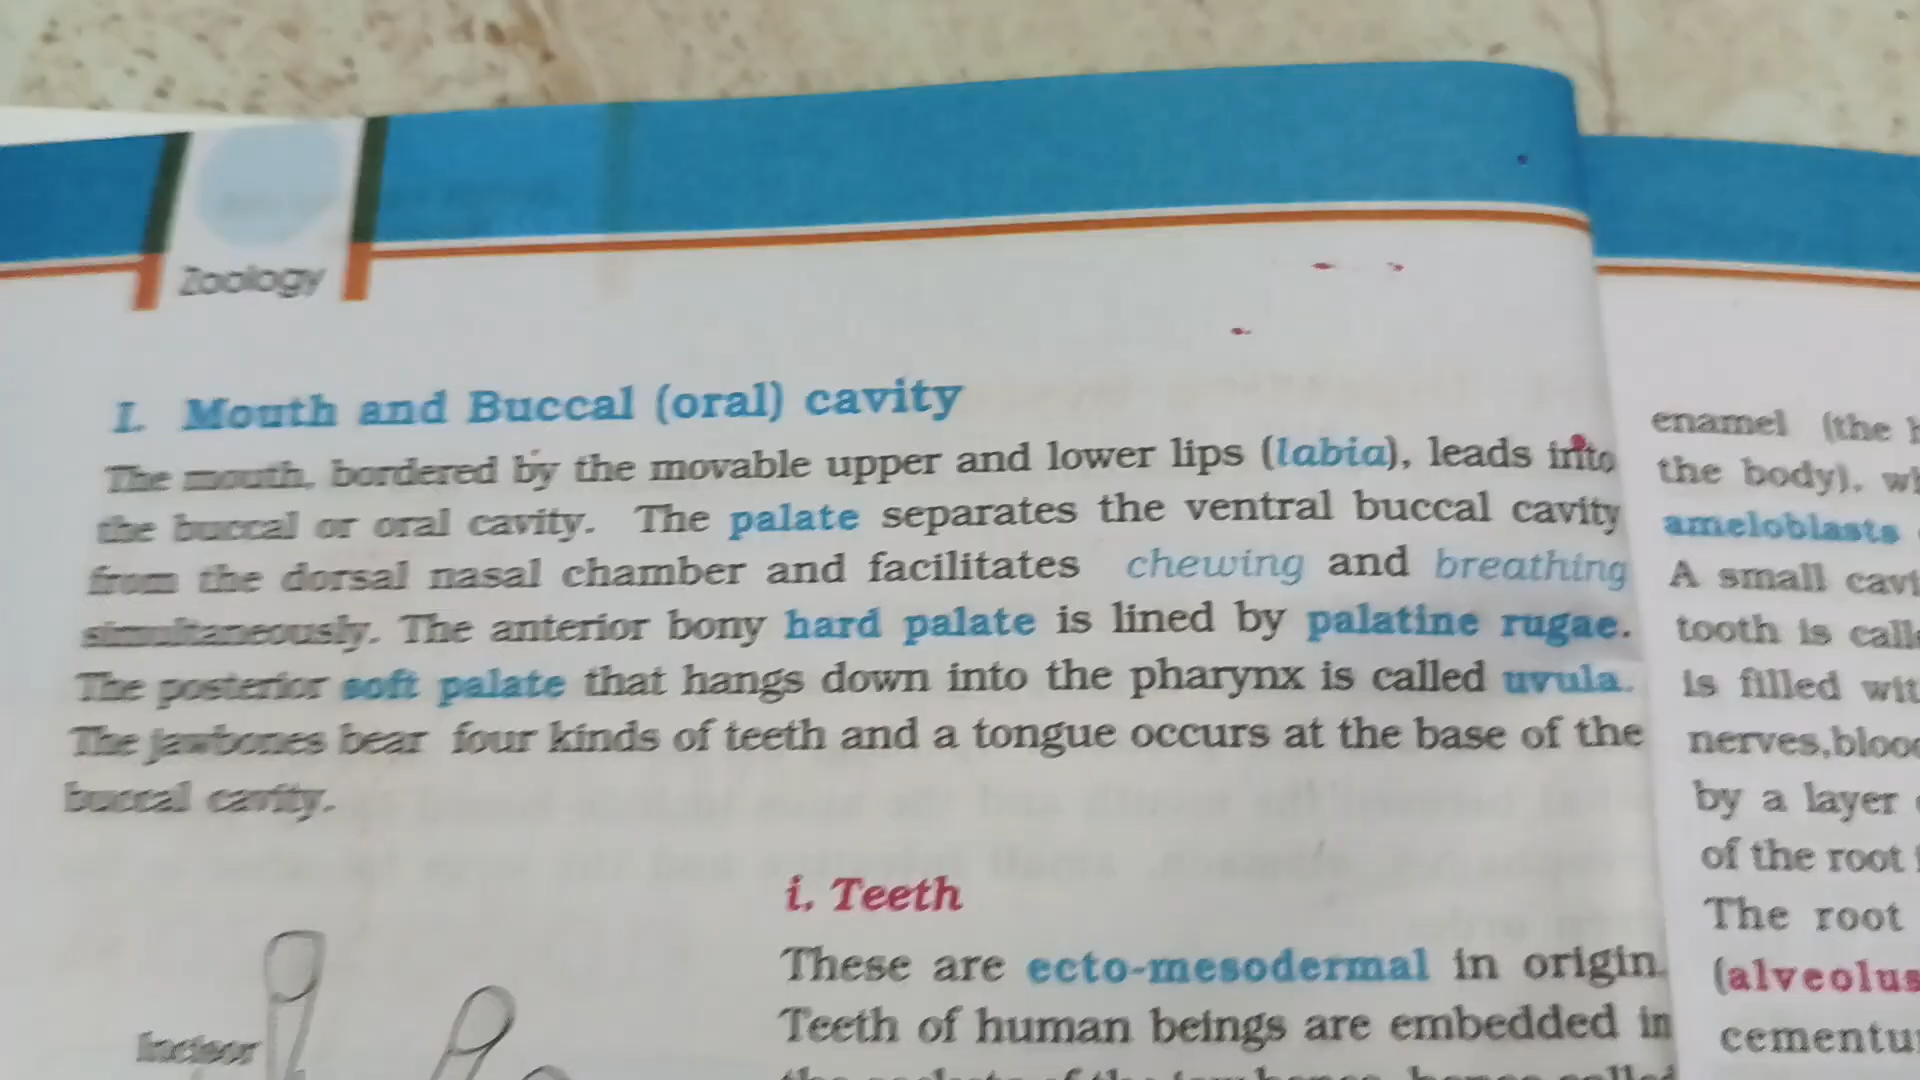 Zoology
I. Mouth and Buccal (oral) cavity
The mouth, bordered by the movable upper and lower lips (labia), leads into
the buccal or oral cavity. The palate separates the ventral buccal cavity
from the dorsal nasal chamber and facilitates chewing and breathing
simultaneously. The anterior bony hard palate is lined by palatine rugae.
The posterior soft palate that hangs down into the pharynx is called uvula.
The jawbones bear four kinds of teeth and a tongue occurs at the base of the
buccal cavity.
i. Teeth
These are ecto-mesodermal in origin.
Teeth of human beings are embedded in
Incisor
enamel (the
the body),
ameloblasts
A small
tooth is
is filled
nerves,
by a layer
of the root
The root
(alveolus